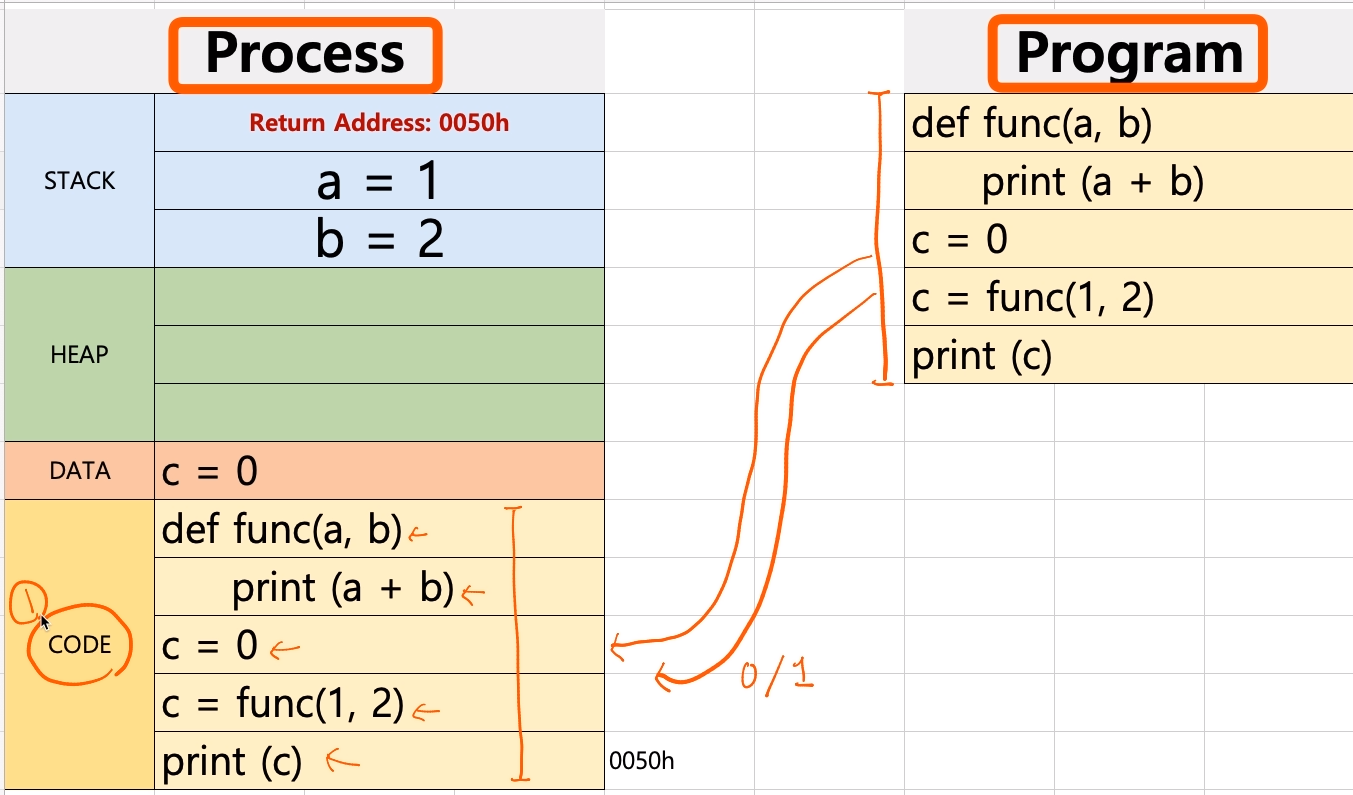 Process
Program
STACK
Return Address: 0050h
a = 1
b = 2
HEAP
DATA
c = 0
CODE
def func(a, b)
print (a + b)
c = 0
c = func(1, 2)
print (c)
0050h
def func(a, b)
print (a + b)
c = 0
c = func(1, 2)
print (c)
1
0/1